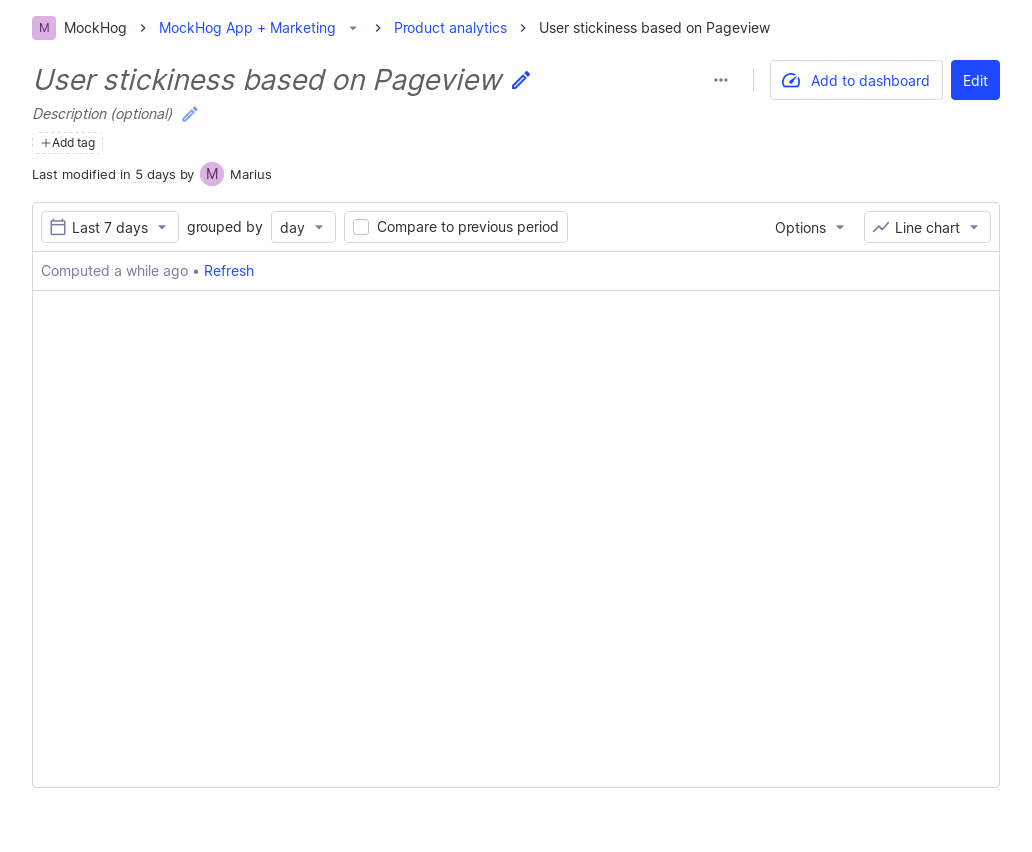 M MockHog MockHog App + Marketing Product analytics User stickiness based on Pageview
User stickiness based on Pageview
Add to dashboard Edit
Description (optional)
Add tag
Last modified in 5 days by M Marius
Last 7 days grouped by day Compare to previous period Options Line chart
Computed a while ago • Refresh